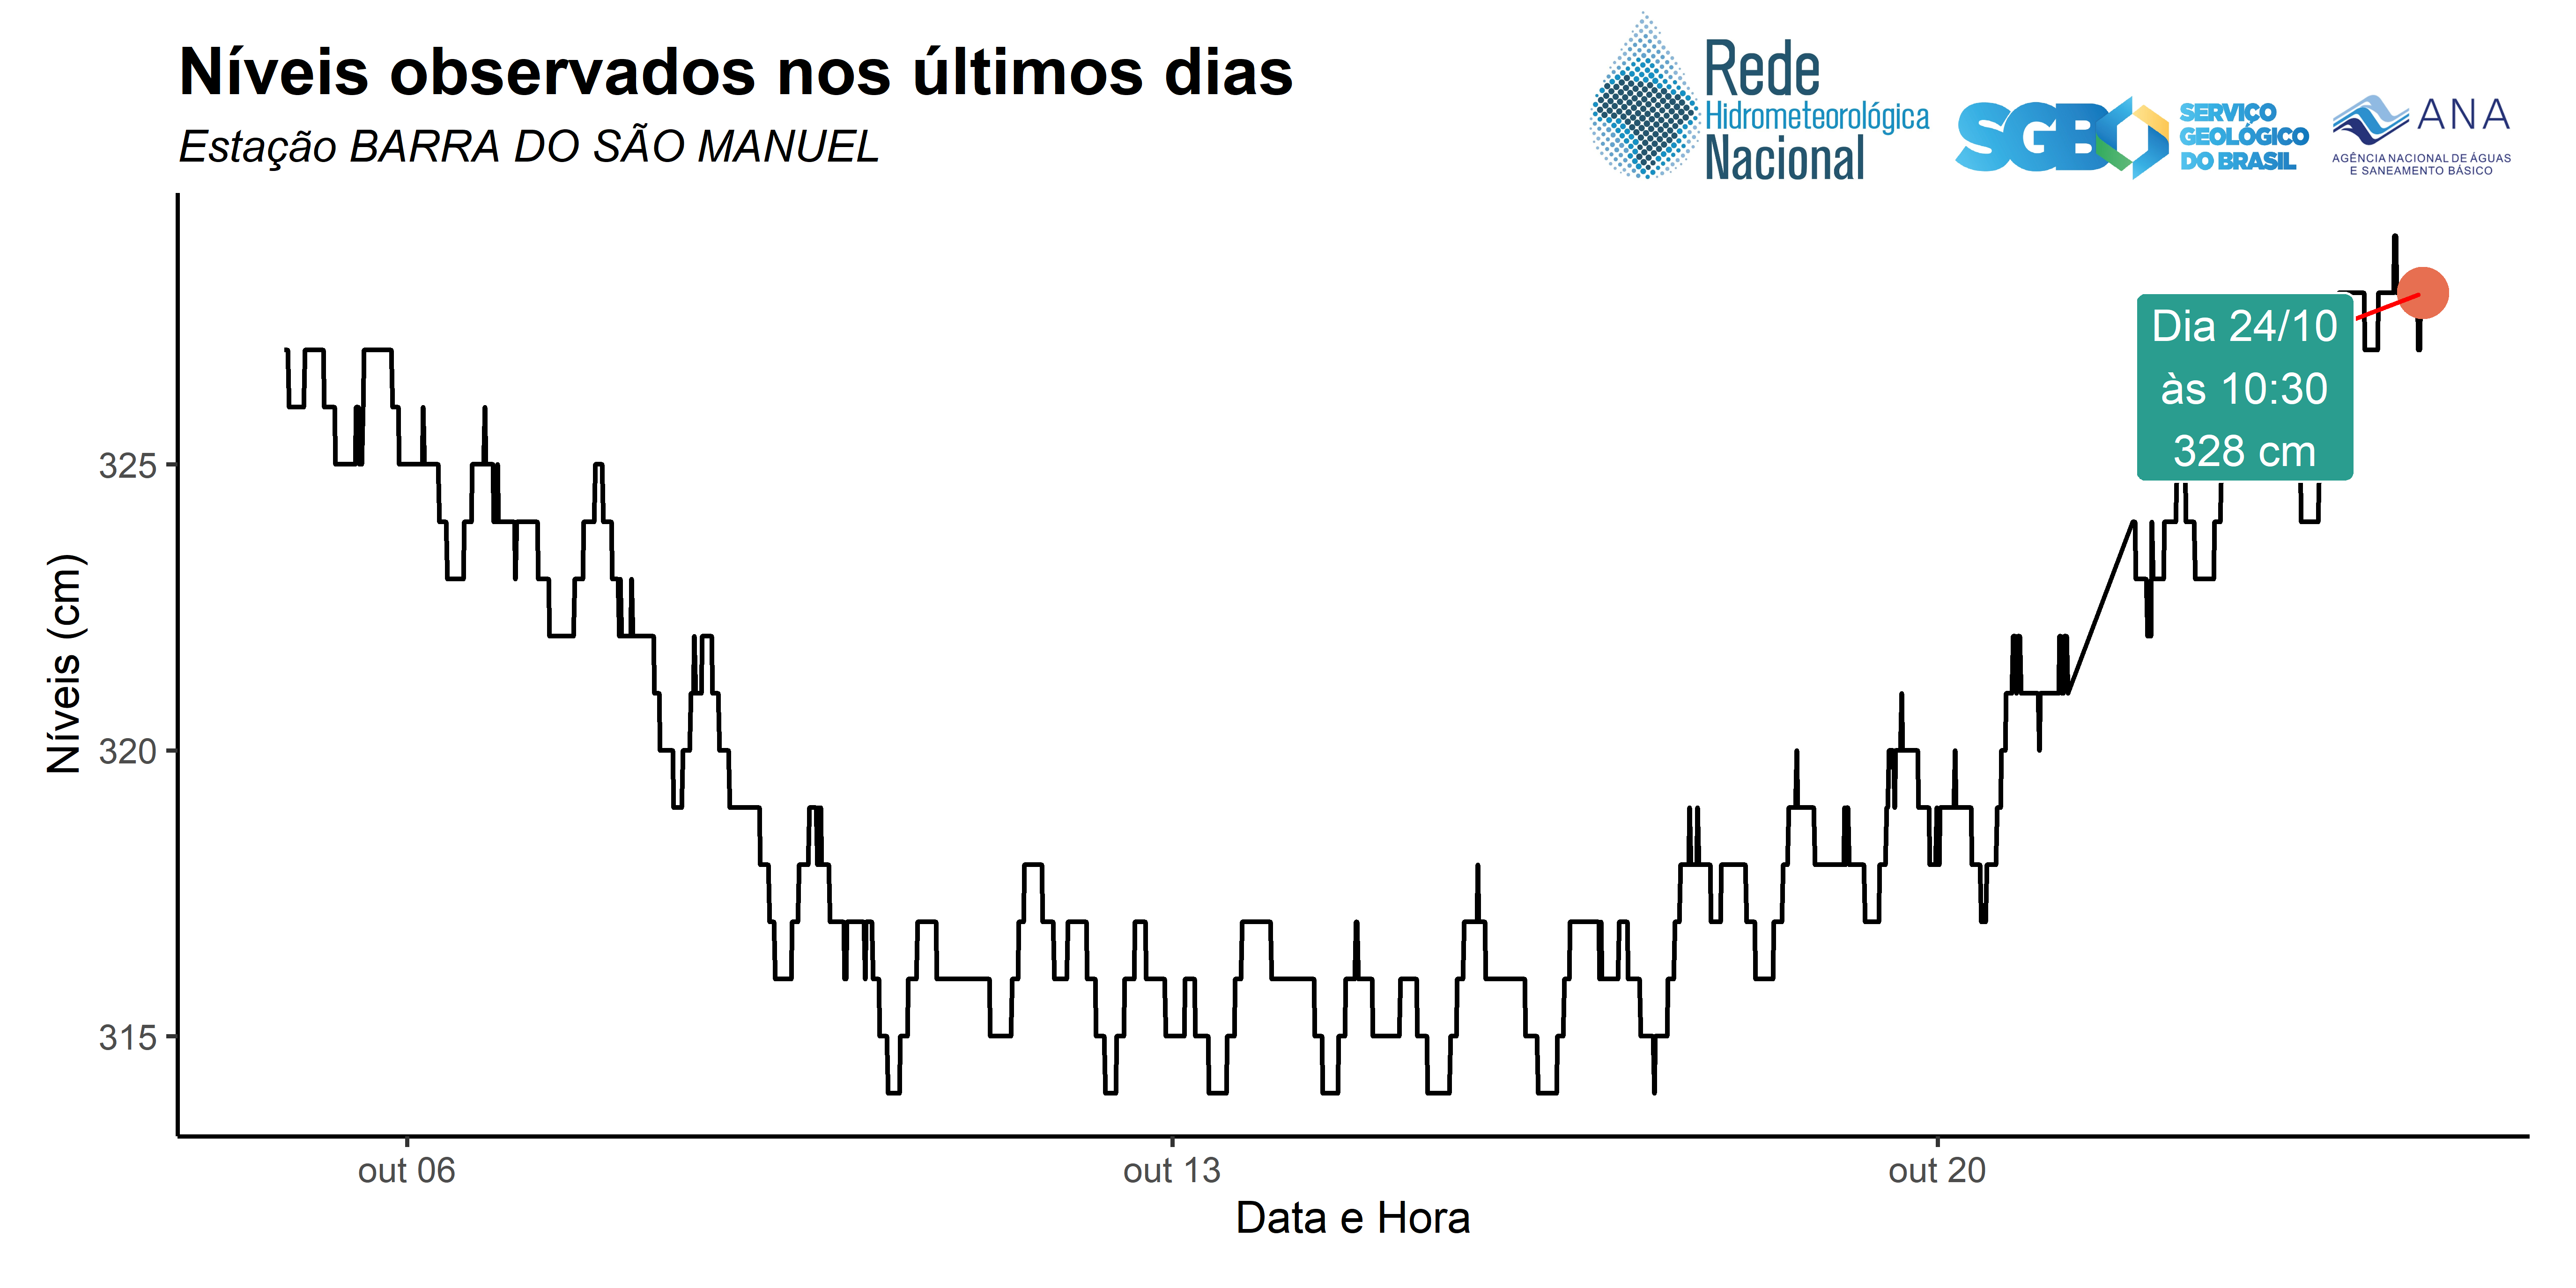 Níveis observados nos últimos dias
Estação BARRA DO SÃO MANUEL
Rede
Hidrometeorológica
Nacional
SGB
SERVIÇO
GEOLÓGICO
DO BRASIL
ANA
AGÊNCIA NACIONAL DE ÁGUAS
E SANEAMENTO BÁSICO
Níveis (cm)
325
320
315
Dia 24/10
às 10:30
328 cm
out 06
out 13
out 20
Data e Hora